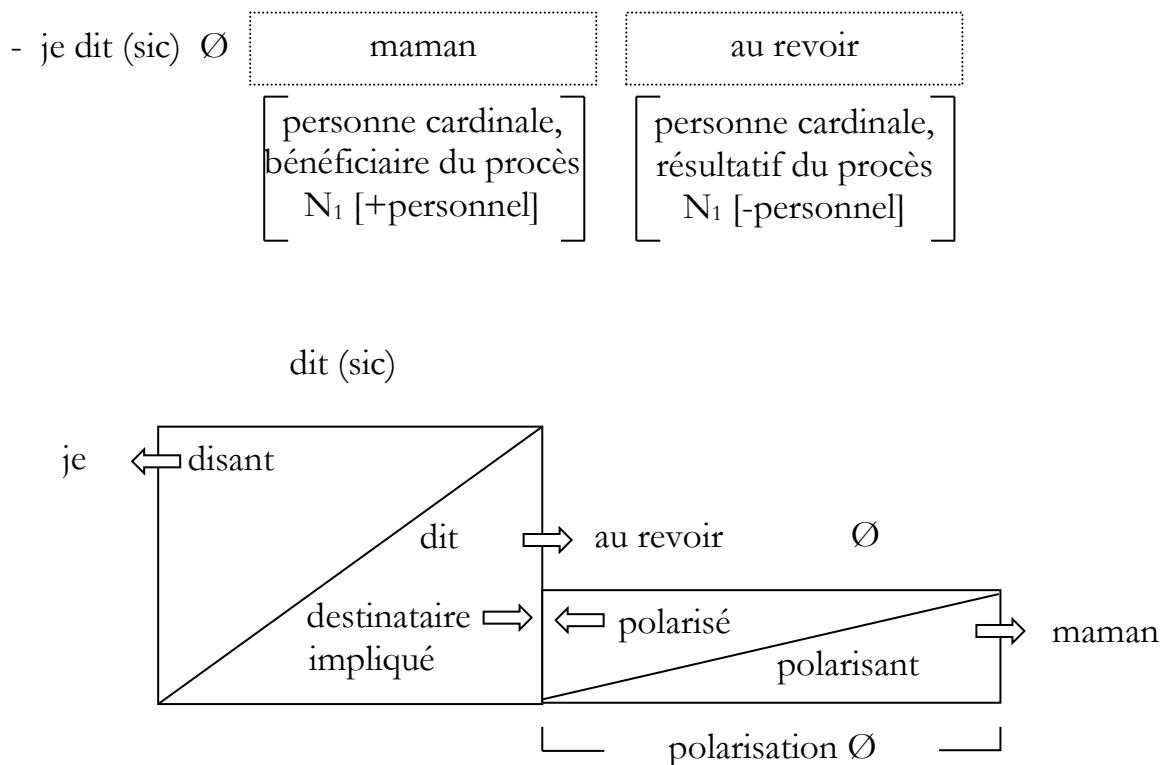 - je dit (sic) Ø maman au revoir
personne cardinale, personne cardinale,
bénéficiaire du procès résultatif du procès
N₁ [+personnel] N₁ [-personnel]
dit (sic)
je disant
dit au revoir Ø
destinataire polarisé maman
impliqué polarisant
polarisation Ø